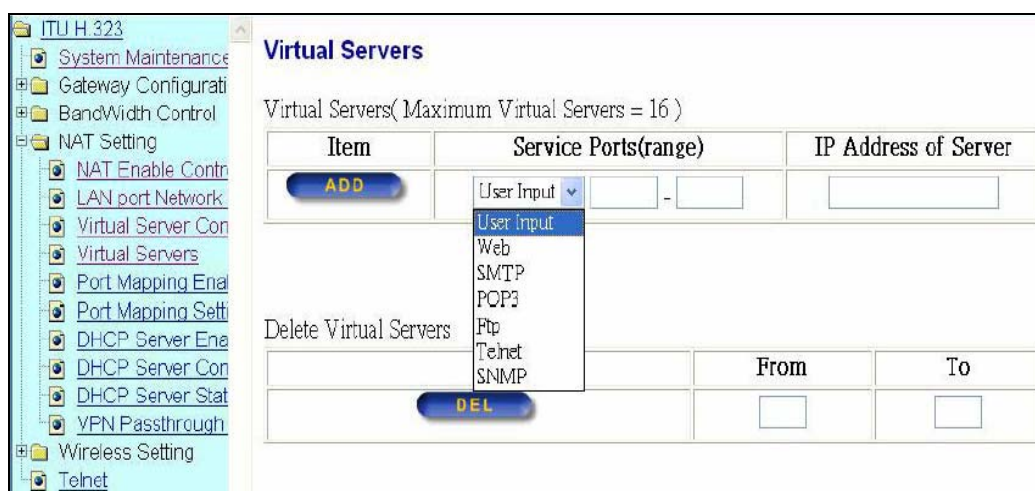 ITU H.323
System Maintenance
Gateway Configurati
BandWidth Control
NAT Setting
NAT Enable Contr
LAN port Network
Virtual Server Con
Virtual Servers
Port Mapping Enal
Port Mapping Setti
DHCP Server Ena
DHCP Server Con
DHCP Server Stat
VPN Passthrough
Wireless Setting
Telnet
Virtual Servers
Virtual Servers( Maximum Virtual Servers = 16 )
Item Service Ports(range) IP Address of Server
ADD User Input -
User Input
Web
SMTP
POP3
Ftp
Telnet
SNMP
Delete Virtual Servers
From To
DEL